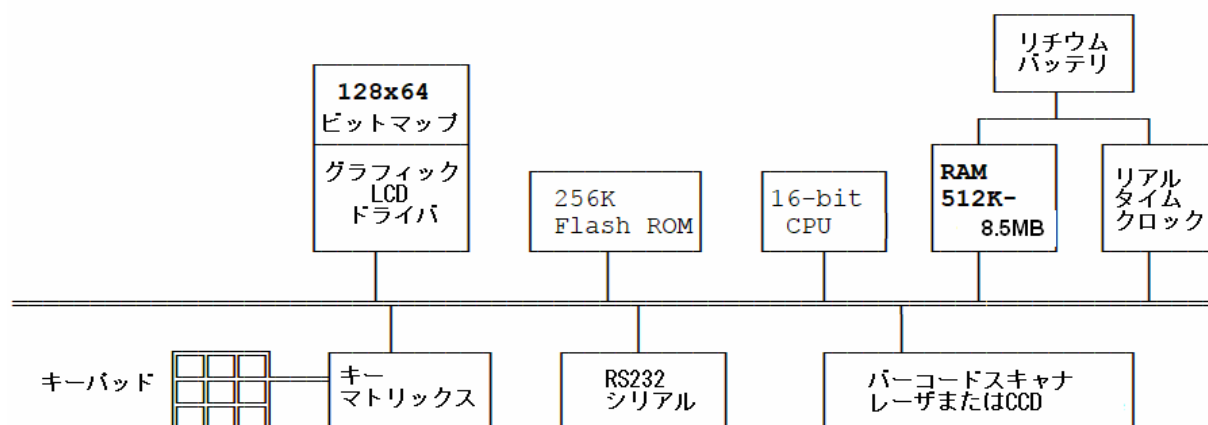 リチウム
バッテリ
128x64
ビットマップ
グラフィック
LCD
ドライバ
256K
Flash ROM
16-bit
CPU
RAM
512K-
8.5MB
リアル
タイム
クロック
キーパッド
キー
マトリックス
RS232
シリアル
バーコードスキャナ
レーザまたはCCD